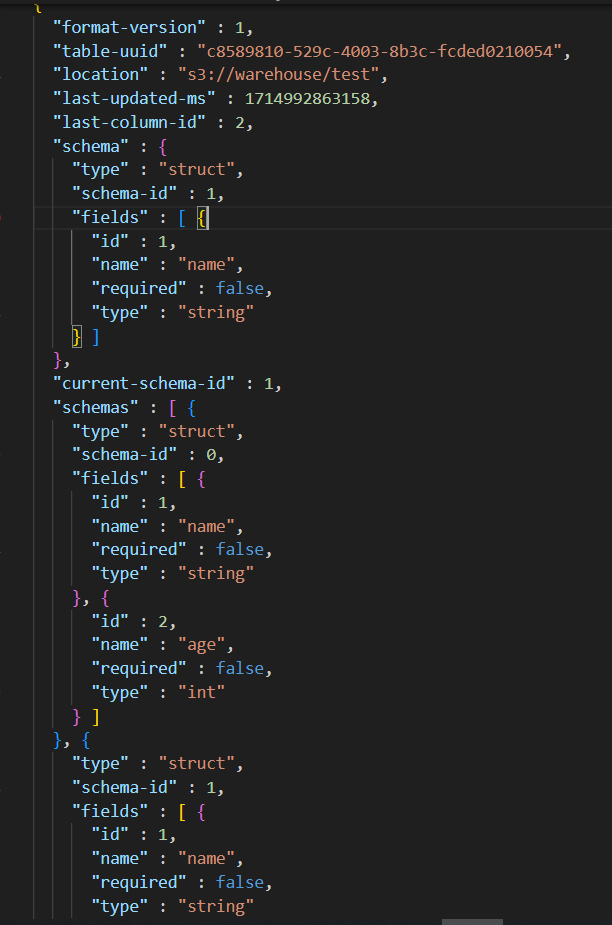 {
"format-version" : 1,
"table-uuid" : "c8589810-529c-4003-8b3c-fcded0210054",
"location" : "s3://warehouse/test",
"last-updated-ms" : 1714992863158,
"last-column-id" : 2,
"schema" : {
"type" : "struct",
"schema-id" : 1,
"fields" : [ {
"id" : 1,
"name" : "name",
"required" : false,
"type" : "string"
} ]
},
"current-schema-id" : 1,
"schemas" : [ {
"type" : "struct",
"schema-id" : 0,
"fields" : [ {
"id" : 1,
"name" : "name",
"required" : false,
"type" : "string"
}, {
"id" : 2,
"name" : "age",
"required" : false,
"type" : "int"
} ]
}, {
"type" : "struct",
"schema-id" : 1,
"fields" : [ {
"id" : 1,
"name" : "name",
"required" : false,
"type" : "string"